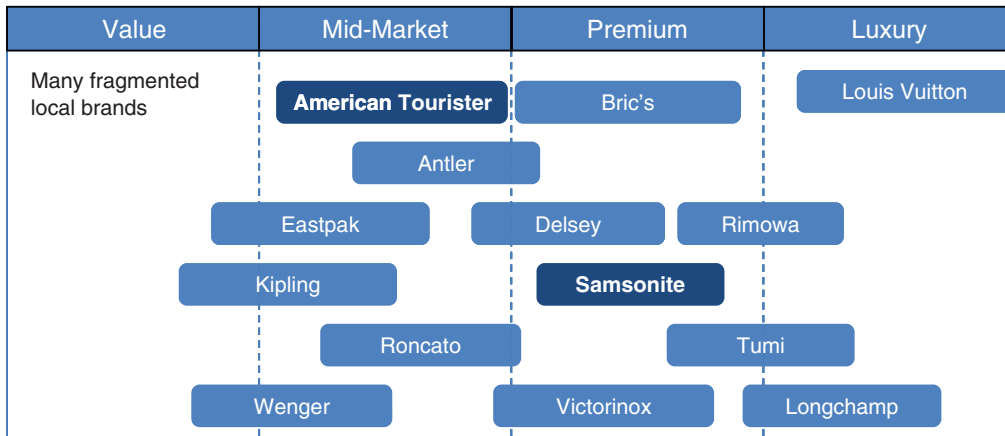 Value
Mid-Market
Premium
Luxury
Many fragmented
local brands
American Tourister
Bric's
Louis Vuitton
Antler
Eastpak
Delsey
Rimowa
Kipling
Samsonite
Roncato
Tumi
Wenger
Victorinox
Longchamp